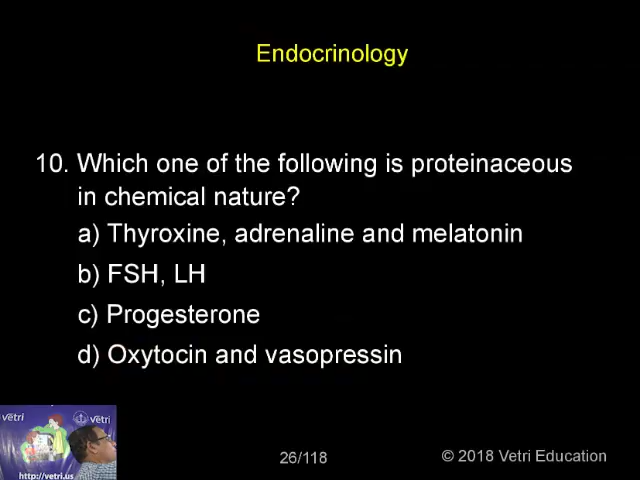 Endocrinology
10. Which one of the following is proteinaceous
in chemical nature?
a) Thyroxine, adrenaline and melatonin
b) FSH, LH
c) Progesterone
d) Oxytocin and vasopressin
vetri
vetri
http://vetri.us
26/118
© 2018 Vetri Education